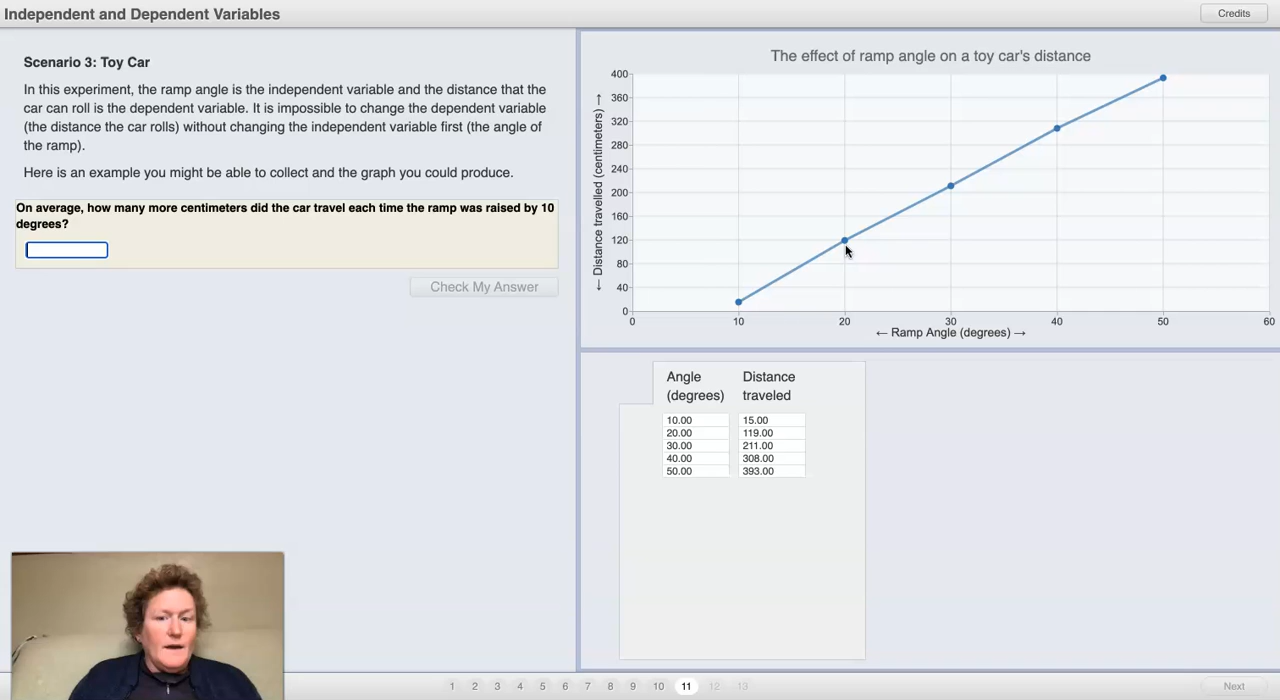 Independent and Dependent Variables
Credits
Scenario 3: Toy Car
In this experiment, the ramp angle is the independent variable and the distance that the
car can roll is the dependent variable. It is impossible to change the dependent variable
(the distance the car rolls) without changing the independent variable first (the angle of
the ramp).
Here is an example you might be able to collect and the graph you could produce.
On average, how many more centimeters did the car travel each time the ramp was raised by 10
degrees?
Check My Answer
The effect of ramp angle on a toy car's distance
← Distance travelled (centimeters) →
400
360
320
280
240
200
160
120
80
40
0
0 10 20 30 40 50 60
← Ramp Angle (degrees) →
Angle Distance
(degrees) traveled
10.00 15.00
20.00 119.00
30.00 211.00
40.00 308.00
50.00 393.00
1 2 3 4 5 6 7 8 9 10 11 12 13
Next